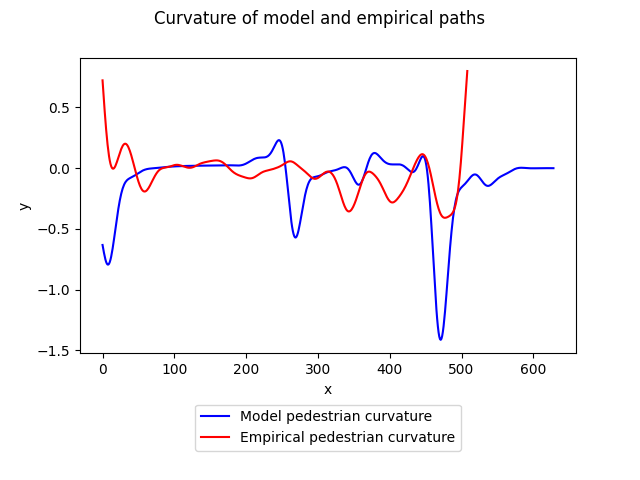 Curvature of model and empirical paths
0.5
0.0
−0.5
−1.0
−1.5
y
0 100 200 300 400 500 600
x
Model pedestrian curvature
Empirical pedestrian curvature